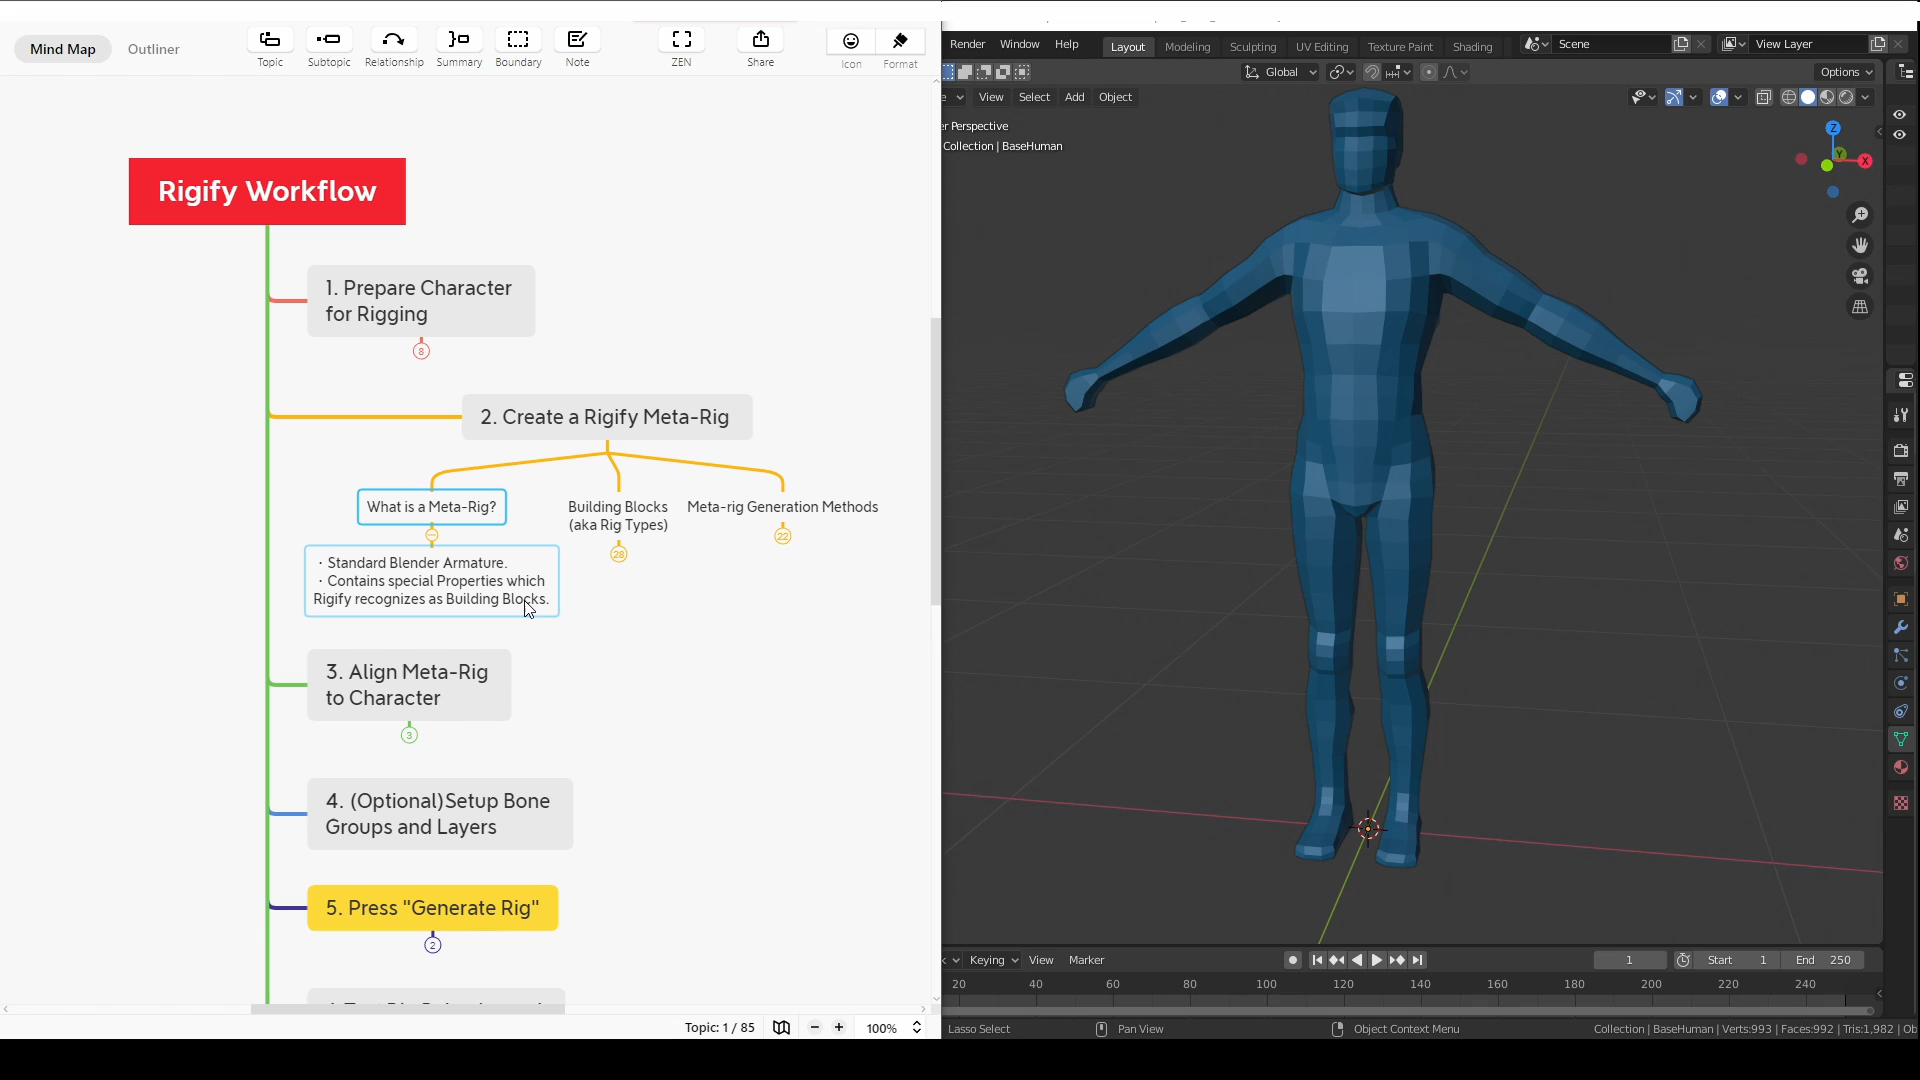 Mind Map
Outliner
Topic
Subtopic
Relationship
Summary
Boundary
Note
ZEN
Share
Icon
Format
Rigify Workflow
1. Prepare Character
for Rigging
8
2. Create a Rigify Meta-Rig
What is a Meta-Rig?
Building Blocks
(aka Rig Types)
28
Meta-rig Generation Methods
22
· Standard Blender Armature.
· Contains special Properties which
Rigify recognizes as Building Blocks.
3. Align Meta-Rig
to Character
3
4. (Optional)Setup Bone
Groups and Layers
5. Press "Generate Rig"
2
Topic: 1 / 85
100%
Render Window Help
Layout Modeling Sculpting UV Editing Texture Paint Shading
Scene
View Layer
Global
Options
View Select Add Object
er Perspective
Collection | BaseHuman
Z
Y
X
Keying View Marker
1
Start 1
End 250
20 40 60 80 100 120 140 160 180 200 220 240
Lasso Select
Pan View
Object Context Menu
Collection | BaseHuman | Verts:993 | Faces:992 | Tris:1,982 | Ob